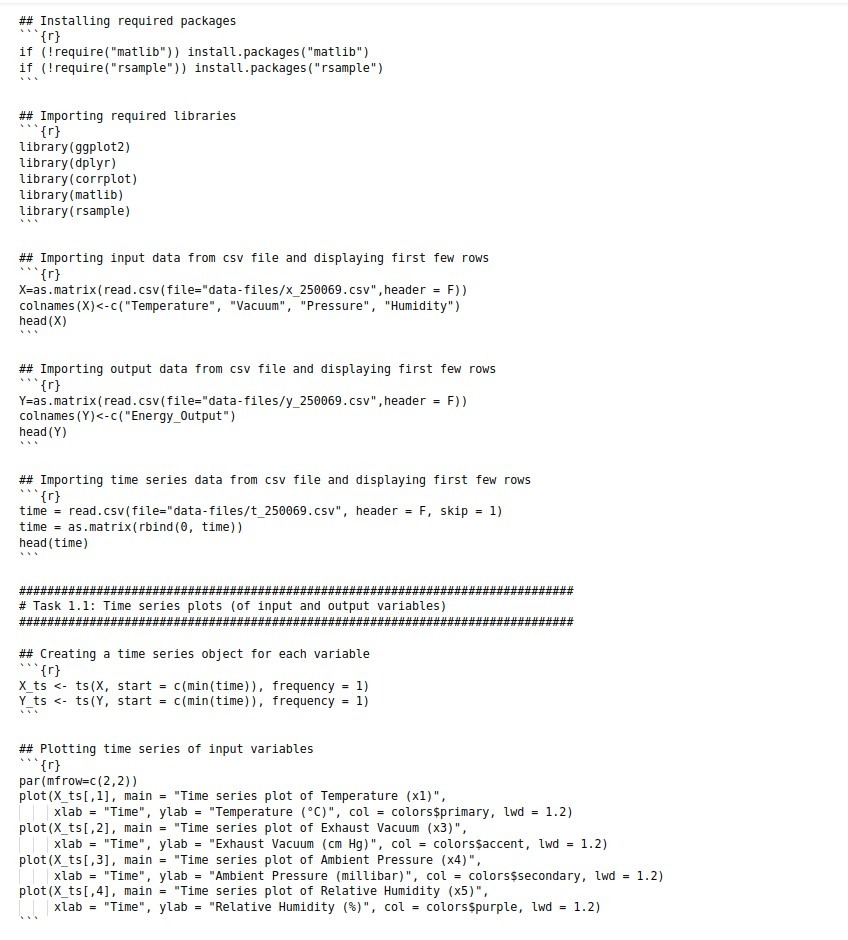 ## Installing required packages
```{r}
if (!require("matlib")) install.packages("matlib")
if (!require("rsample")) install.packages("rsample")
```
## Importing required libraries
```{r}
library(ggplot2)
library(dplyr)
library(corrplot)
library(matlib)
library(rsample)
```
## Importing input data from csv file and displaying first few rows
```{r}
X=as.matrix(read.csv(file="data-files/x_250069.csv",header = F))
colnames(X)<-c("Temperature", "Vacuum", "Pressure", "Humidity")
head(X)
```
## Importing output data from csv file and displaying first few rows
```{r}
Y=as.matrix(read.csv(file="data-files/y_250069.csv",header = F))
colnames(Y)<-c("Energy_Output")
head(Y)
```
## Importing time series data from csv file and displaying first few rows
```{r}
time = read.csv(file="data-files/t_250069.csv", header = F, skip = 1)
time = as.matrix(rbind(0, time))
head(time)
```
################################################################################
# Task 1.1: Time series plots (of input and output variables)
################################################################################
## Creating a time series object for each variable
```{r}
X_ts <- ts(X, start = c(min(time)), frequency = 1)
Y_ts <- ts(Y, start = c(min(time)), frequency = 1)
```
## Plotting time series of input variables
```{r}
par(mfrow=c(2,2))
plot(X_ts[,1], main = "Time series plot of Temperature (x1)",
xlab = "Time", ylab = "Temperature (°C)", col = colors$primary, lwd = 1.2)
plot(X_ts[,2], main = "Time series plot of Exhaust Vacuum (x3)",
xlab = "Time", ylab = "Exhaust Vacuum (cm Hg)", col = colors$accent, lwd = 1.2)
plot(X_ts[,3], main = "Time series plot of Ambient Pressure (x4)",
xlab = "Time", ylab = "Ambient Pressure (millibar)", col = colors$secondary, lwd = 1.2)
plot(X_ts[,4], main = "Time series plot of Relative Humidity (x5)",
xlab = "Time", ylab = "Relative Humidity (%)", col = colors$purple, lwd = 1.2)
```